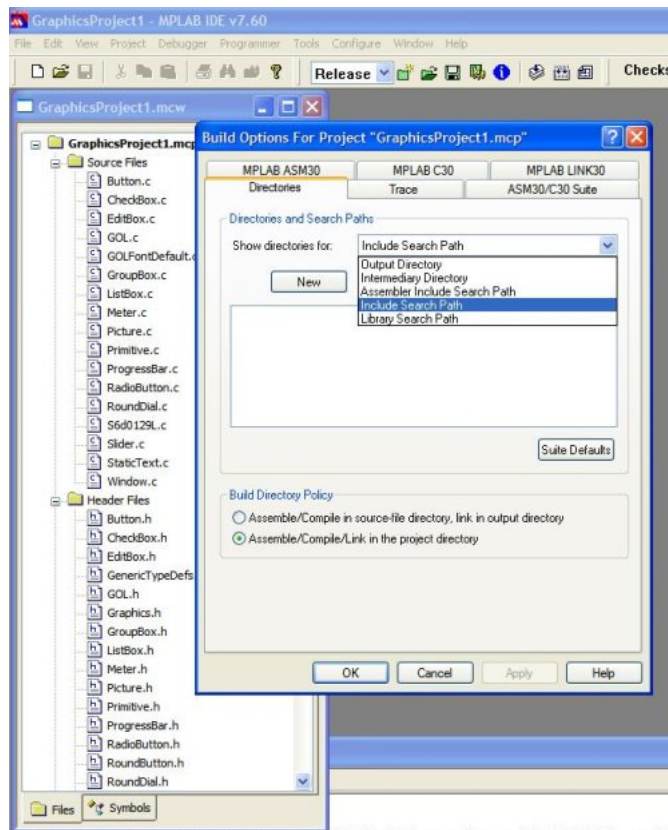 GraphicsProject1 - MPLAB IDE v7.60
File Edit View Project Debugger Programmer Tools Configure Window Help
Release
Checks
GraphicsProject1.mcw
GraphicsProject1.mcp
Source Files
Button.c
CheckBox.c
EditBox.c
GOL.c
GOLFontDefault.c
GroupBox.c
ListBox.c
Meter.c
Picture.c
Primitive.c
ProgressBar.c
RadioButton.c
RoundDial.c
S6d0129L.c
Slider.c
StaticText.c
Window.c
Header Files
Button.h
CheckBox.h
EditBox.h
GenericTypeDefs
GOL.h
Graphics.h
GroupBox.h
ListBox.h
Meter.h
Picture.h
Primitive.h
ProgressBar.h
RadioButton.h
RoundButton.h
RoundDial.h
Files Symbols
Build Options For Project "GraphicsProject1.mcp"
MPLAB ASM30 MPLAB C30 MPLAB LINK30
Directories Trace ASM30/C30 Suite
Directories and Search Paths
Show directories for: Include Search Path
Output Directory
Intermediary Directory
Assembler Include Search Path
Include Search Path
Library Search Path
New
Suite Defaults
Build Directory Policy
Assemble/Compile in source-file directory, link in output directory
Assemble/Compile/Link in the project directory
OK Cancel Apply Help